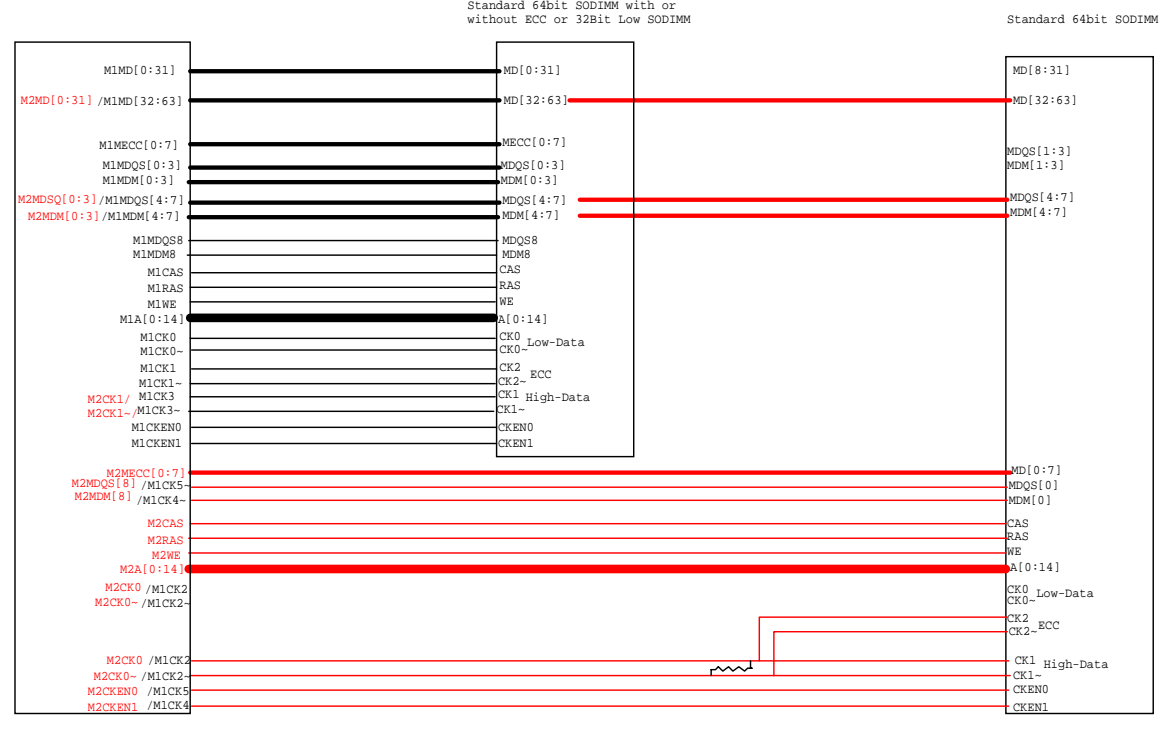 Standard 64bit SODIMM with or
without ECC or 32Bit Low SODIMM
Standard 64bit SODIMM
M1MD[0:31] MD[0:31] MD[8:31]
M2MD[0:31] /M1MD[32:63] MD[32:63] MD[32:63]
M1MECC[0:7] MECC[0:7] MDQS[1:3]
M1MDQS[0:3] MDQS[0:3] MDM[1:3]
M1MDM[0:3] MDM[0:3]
M2MDSQ[0:3]/M1MDQS[4:7] MDQS[4:7] MDQS[4:7]
M2MDM[0:3]/M1MDM[4:7] MDM[4:7] MDM[4:7]
M1MDQS8 MDQS8
M1MDM8 MDM8
M1CAS CAS
M1RAS RAS
M1WE WE
M1A[0:14] A[0:14]
M1CK0 CK0 Low-Data
M1CK0~ CK0~
M1CK1 CK2 ECC
M1CK1~ CK2~
M2CK1/ M1CK3 CK1 High-Data
M2CK1~/M1CK3~ CK1~
M1CKEN0 CKEN0
M1CKEN1 CKEN1
M2MECC[0:7] MD[0:7]
M2MDQS[8] /M1CK5~ MDQS[0]
M2MDM[8] /M1CK4~ MDM[0]
M2CAS CAS
M2RAS RAS
M2WE WE
M2A[0:14] A[0:14]
M2CK0 /M1CK2 CK0 Low-Data
M2CK0~ /M1CK2~ CK0~
CK2 ECC
CK2~
M2CK0 /M1CK2 CK1 High-Data
M2CK0~ /M1CK2~ CK1~
M2CKEN0 /M1CK5 CKEN0
M2CKEN1 /M1CK4 CKEN1